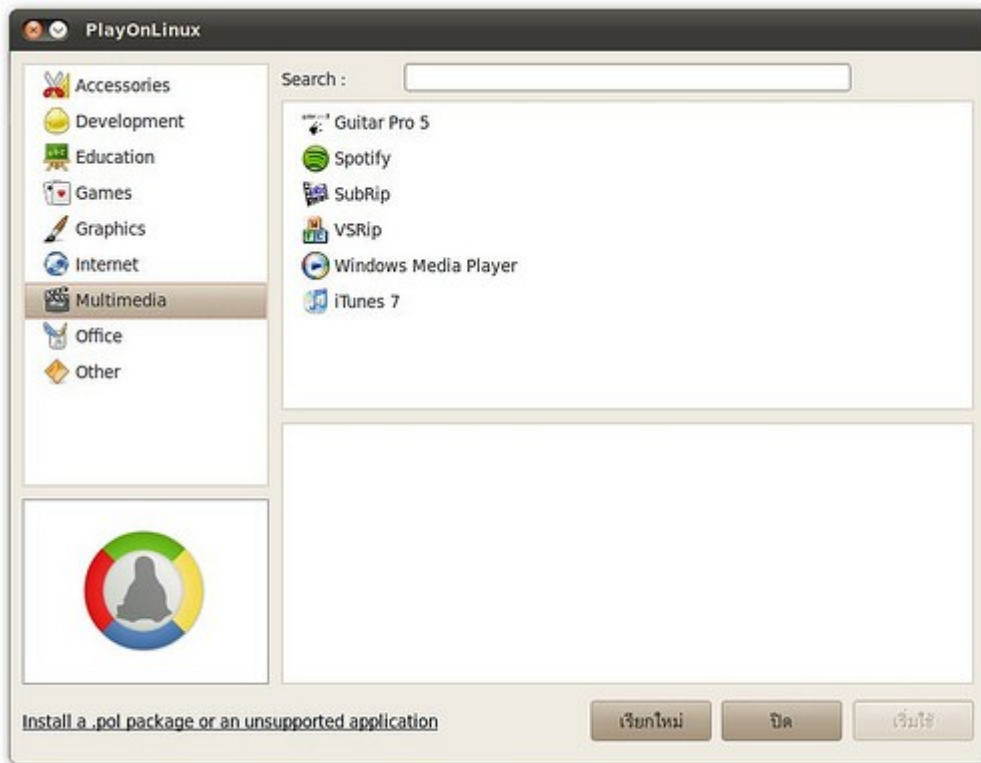 PlayOnLinux
Accessories
Development
Education
Games
Graphics
Internet
Multimedia
Office
Other
Search :
Guitar Pro 5
Spotify
SubRip
VSRip
Windows Media Player
iTunes 7
Install a .pol package or an unsupported application
เรียกใหม่
ปิด
เริ่มใช้